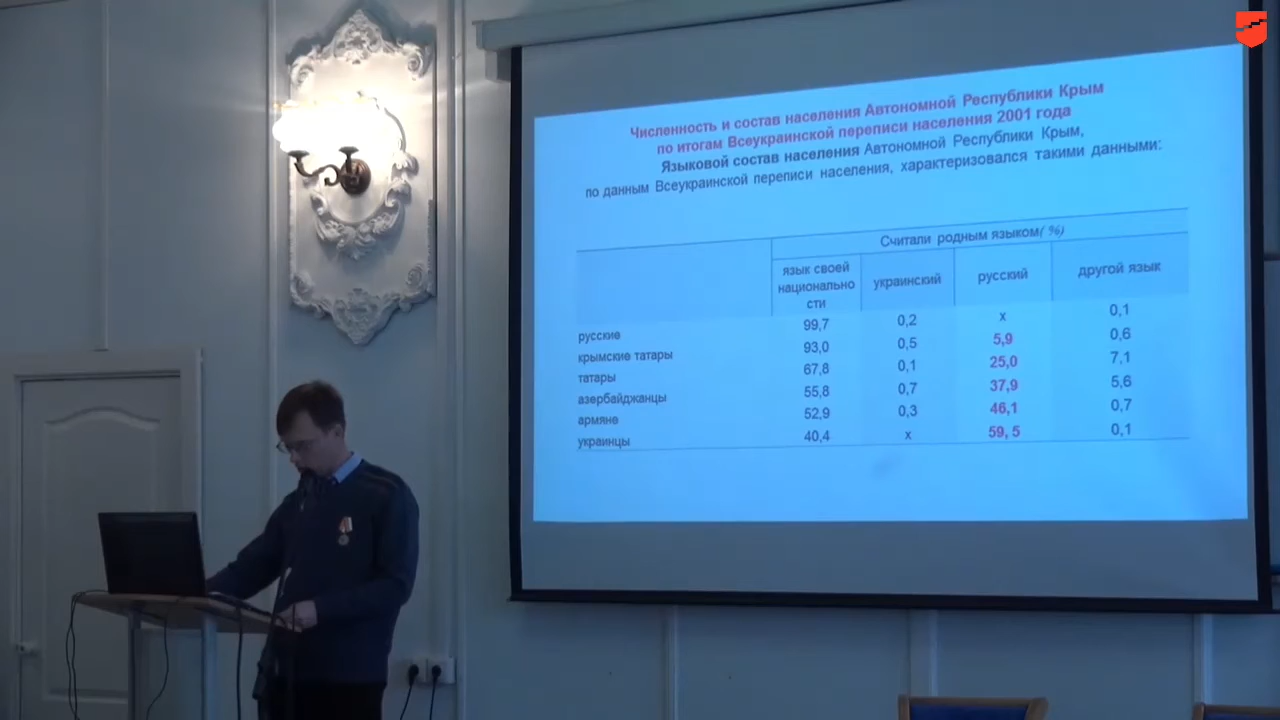 Численность и состав населения Автономной Республики Крым
по итогам Всеукраинской переписи населения 2001 года
Языковой состав населения Автономной Республики Крым,
по данным Всеукраинской переписи населения, характеризовался такими данными:
Считали родным языком( %)
язык своей
национально
сти
украинский
русский
другой язык
русские 99,7 0,2 х 0,1
крымские татары 93,0 0,5 5,9 0,6
татары 67,8 0,1 25,0 7,1
азербайджанцы 55,8 0,7 37,9 5,6
армяне 52,9 0,3 46,1 0,7
украинцы 40,4 х 59, 5 0,1